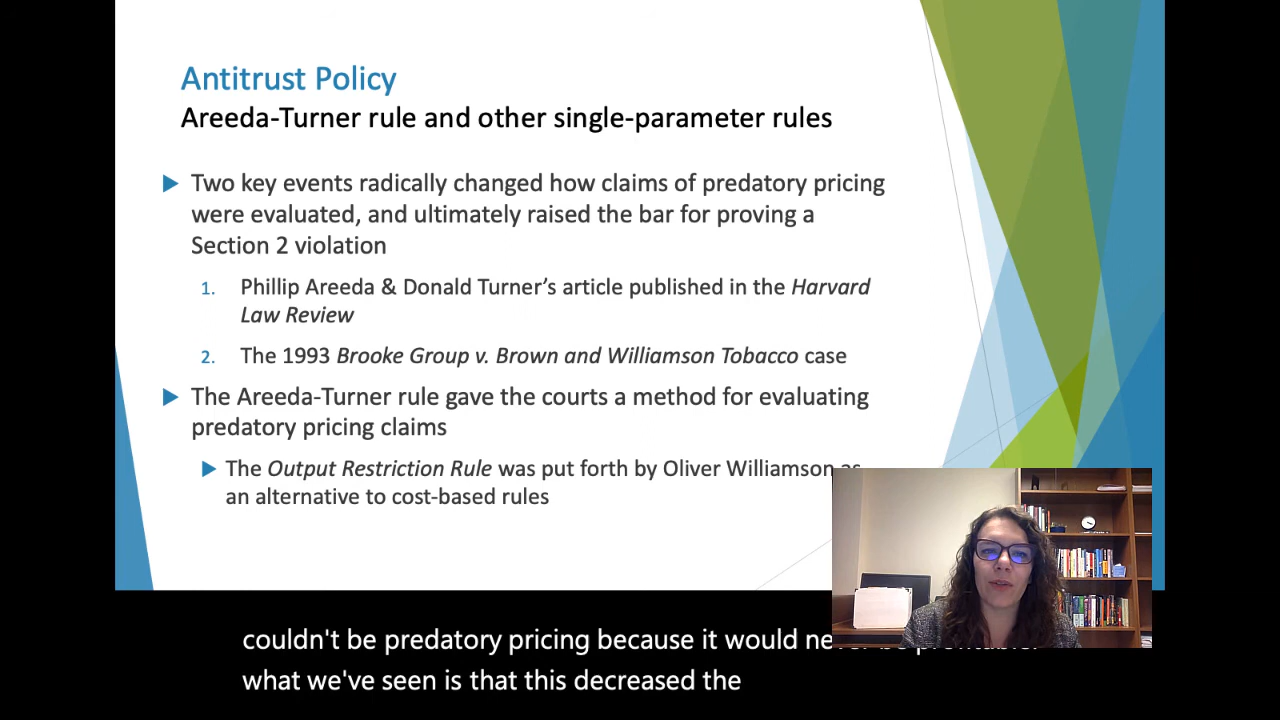 Antitrust Policy
Areeda-Turner rule and other single-parameter rules
Two key events radically changed how claims of predatory pricing
were evaluated, and ultimately raised the bar for proving a
Section 2 violation
1. Phillip Areeda & Donald Turner's article published in the Harvard
Law Review
2. The 1993 Brooke Group v. Brown and Williamson Tobacco case
The Areeda-Turner rule gave the courts a method for evaluating
predatory pricing claims
The Output Restriction Rule was put forth by Oliver Williamson as
an alternative to cost-based rules
couldn't be predatory pricing because it would never be profitable.
what we've seen is that this decreased the